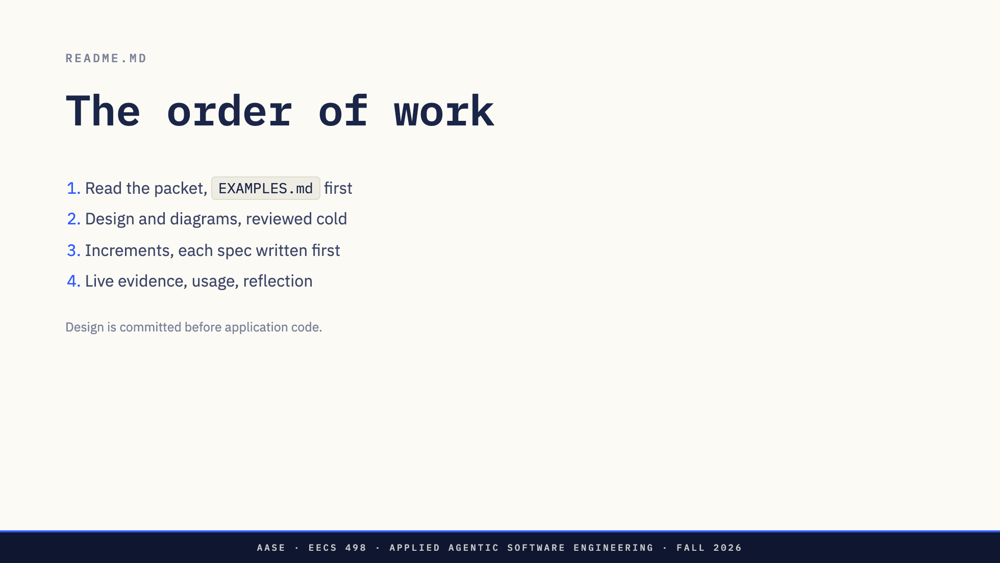 README.MD
The order of work
1. Read the packet, EXAMPLES.md first
2. Design and diagrams, reviewed cold
3. Increments, each spec written first
4. Live evidence, usage, reflection
Design is committed before application code.
AASE · EECS 498 · APPLIED AGENTIC SOFTWARE ENGINEERING · FALL 2026